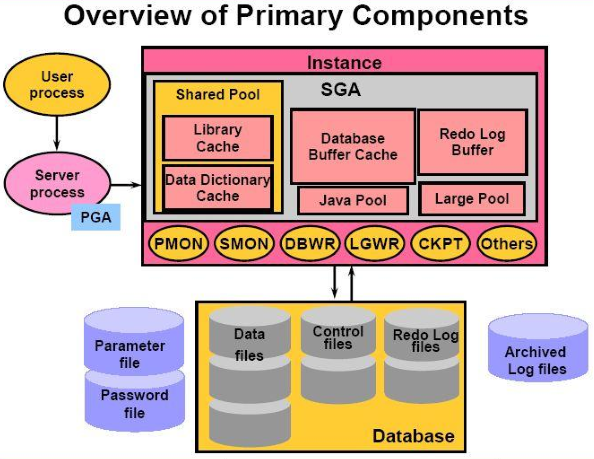 Overview of Primary Components
User
process
Server
process
PGA
Instance
SGA
Shared Pool
Library
Cache
Data Dictionary
Cache
Database
Buffer Cache
Redo Log
Buffer
Java Pool
Large Pool
PMON
SMON
DBWR
LGWR
CKPT
Others
Parameter
file
Password
file
Data
files
Control
files
Redo Log
files
Database
Archived
Log files